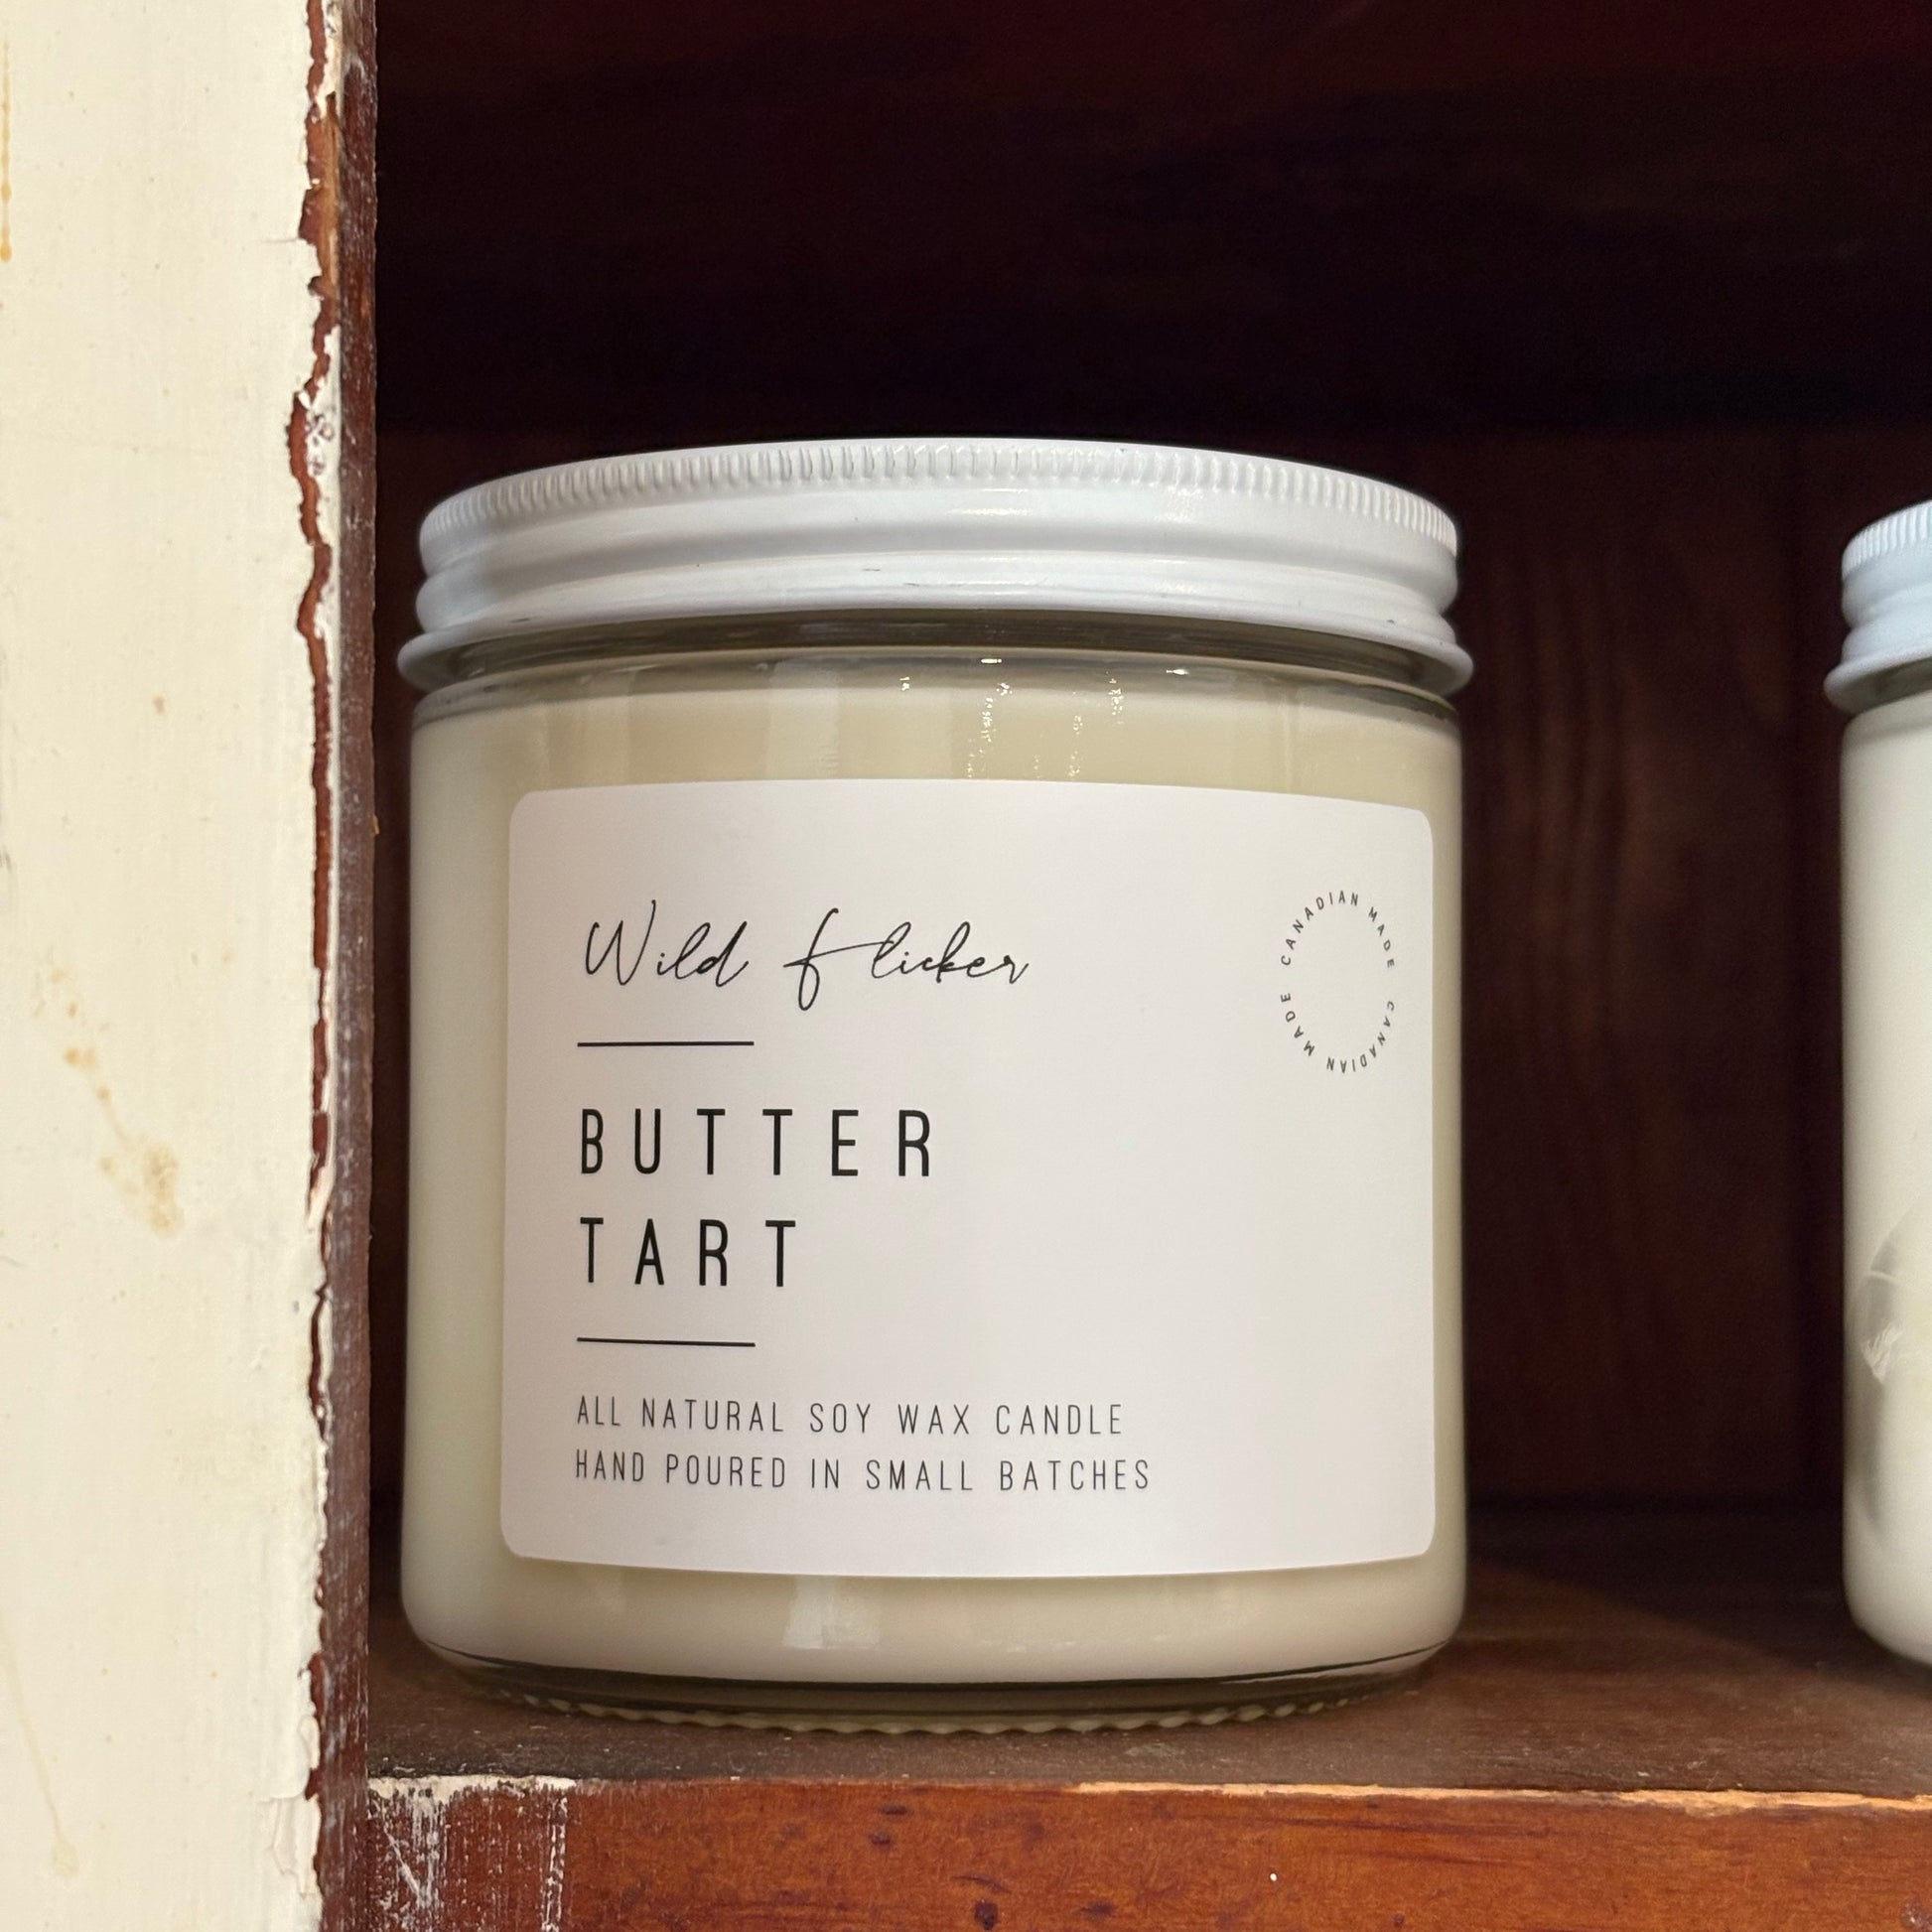 Wild Flicker
CANADIAN MADE CANADIAN MADE
BUTTER
TART
ALL NATURAL SOY WAX CANDLE
HAND POURED IN SMALL BATCHES